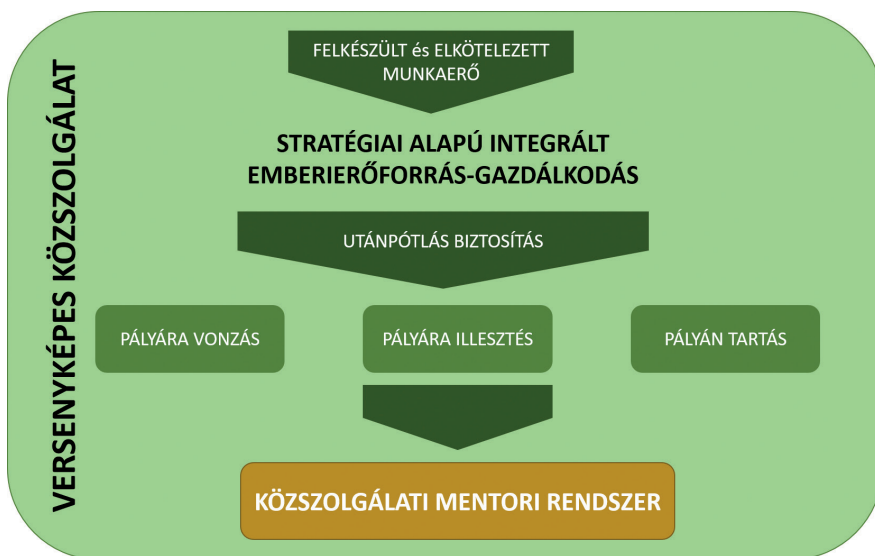 VERSENYKÉPES KÖZSZOLGÁLAT
FELKÉSZÜLT és ELKÖTELEZETT
MUNKAERŐ
STRATÉGIAI ALAPÚ INTEGRÁLT
EMBERIERŐFORRÁS-GAZDÁLKODÁS
UTÁNPÓTLÁS BIZTOSÍTÁS
PÁLYÁRA VONZÁS
PÁLYÁRA ILLESZTÉS
PÁLYÁN TARTÁS
KÖZSZOLGÁLATI MENTORI RENDSZER